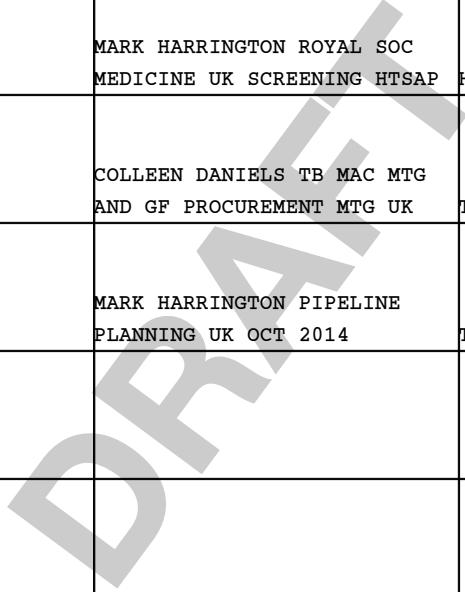 MARK HARRINGTON ROYAL SOC
MEDICINE UK SCREENING HTSAP H
COLLEEN DANIELS TB MAC MTG
AND GF PROCUREMENT MTG UK T
MARK HARRINGTON PIPELINE
PLANNING UK OCT 2014 T
DRAFT